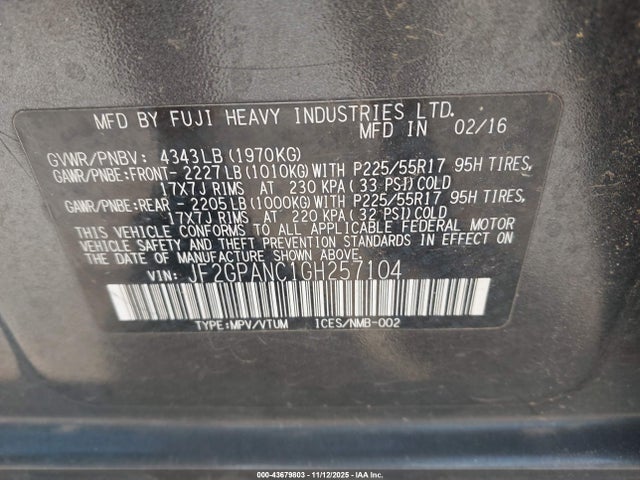 MFD BY FUJI HEAVY INDUSTRIES LTD.
MFD IN 02/16
GVWR/PNBV: 4343LB(1970KG)
GAWR/PNBE:FRONT- 2227LB(1010KG)WITH P225/55R17 95H TIRES,
17X7J RIMS AT 230 KPA(33 PSI)COLD
GAWR/PNBE:REAR - 2205LB(1000KG)WITH P225/55R17 95H TIRES,
17X7J RIMS AT 220 KPA(32 PSI)COLD
THIS VEHICLE CONFORMS TO ALL APPLICABLE FEDERAL MOTOR
VEHICLE SAFETY AND THEFT PREVENTION STANDARDS IN EFFECT ON
THE DATE OF MANUFACTURE SHOWN ABOVE.
VIN: JF2GPANC1GH257104
TYPE:MPV/VTUM ICES/NMB-002
000-43679803 - 11/12/2025 - IAA Inc.